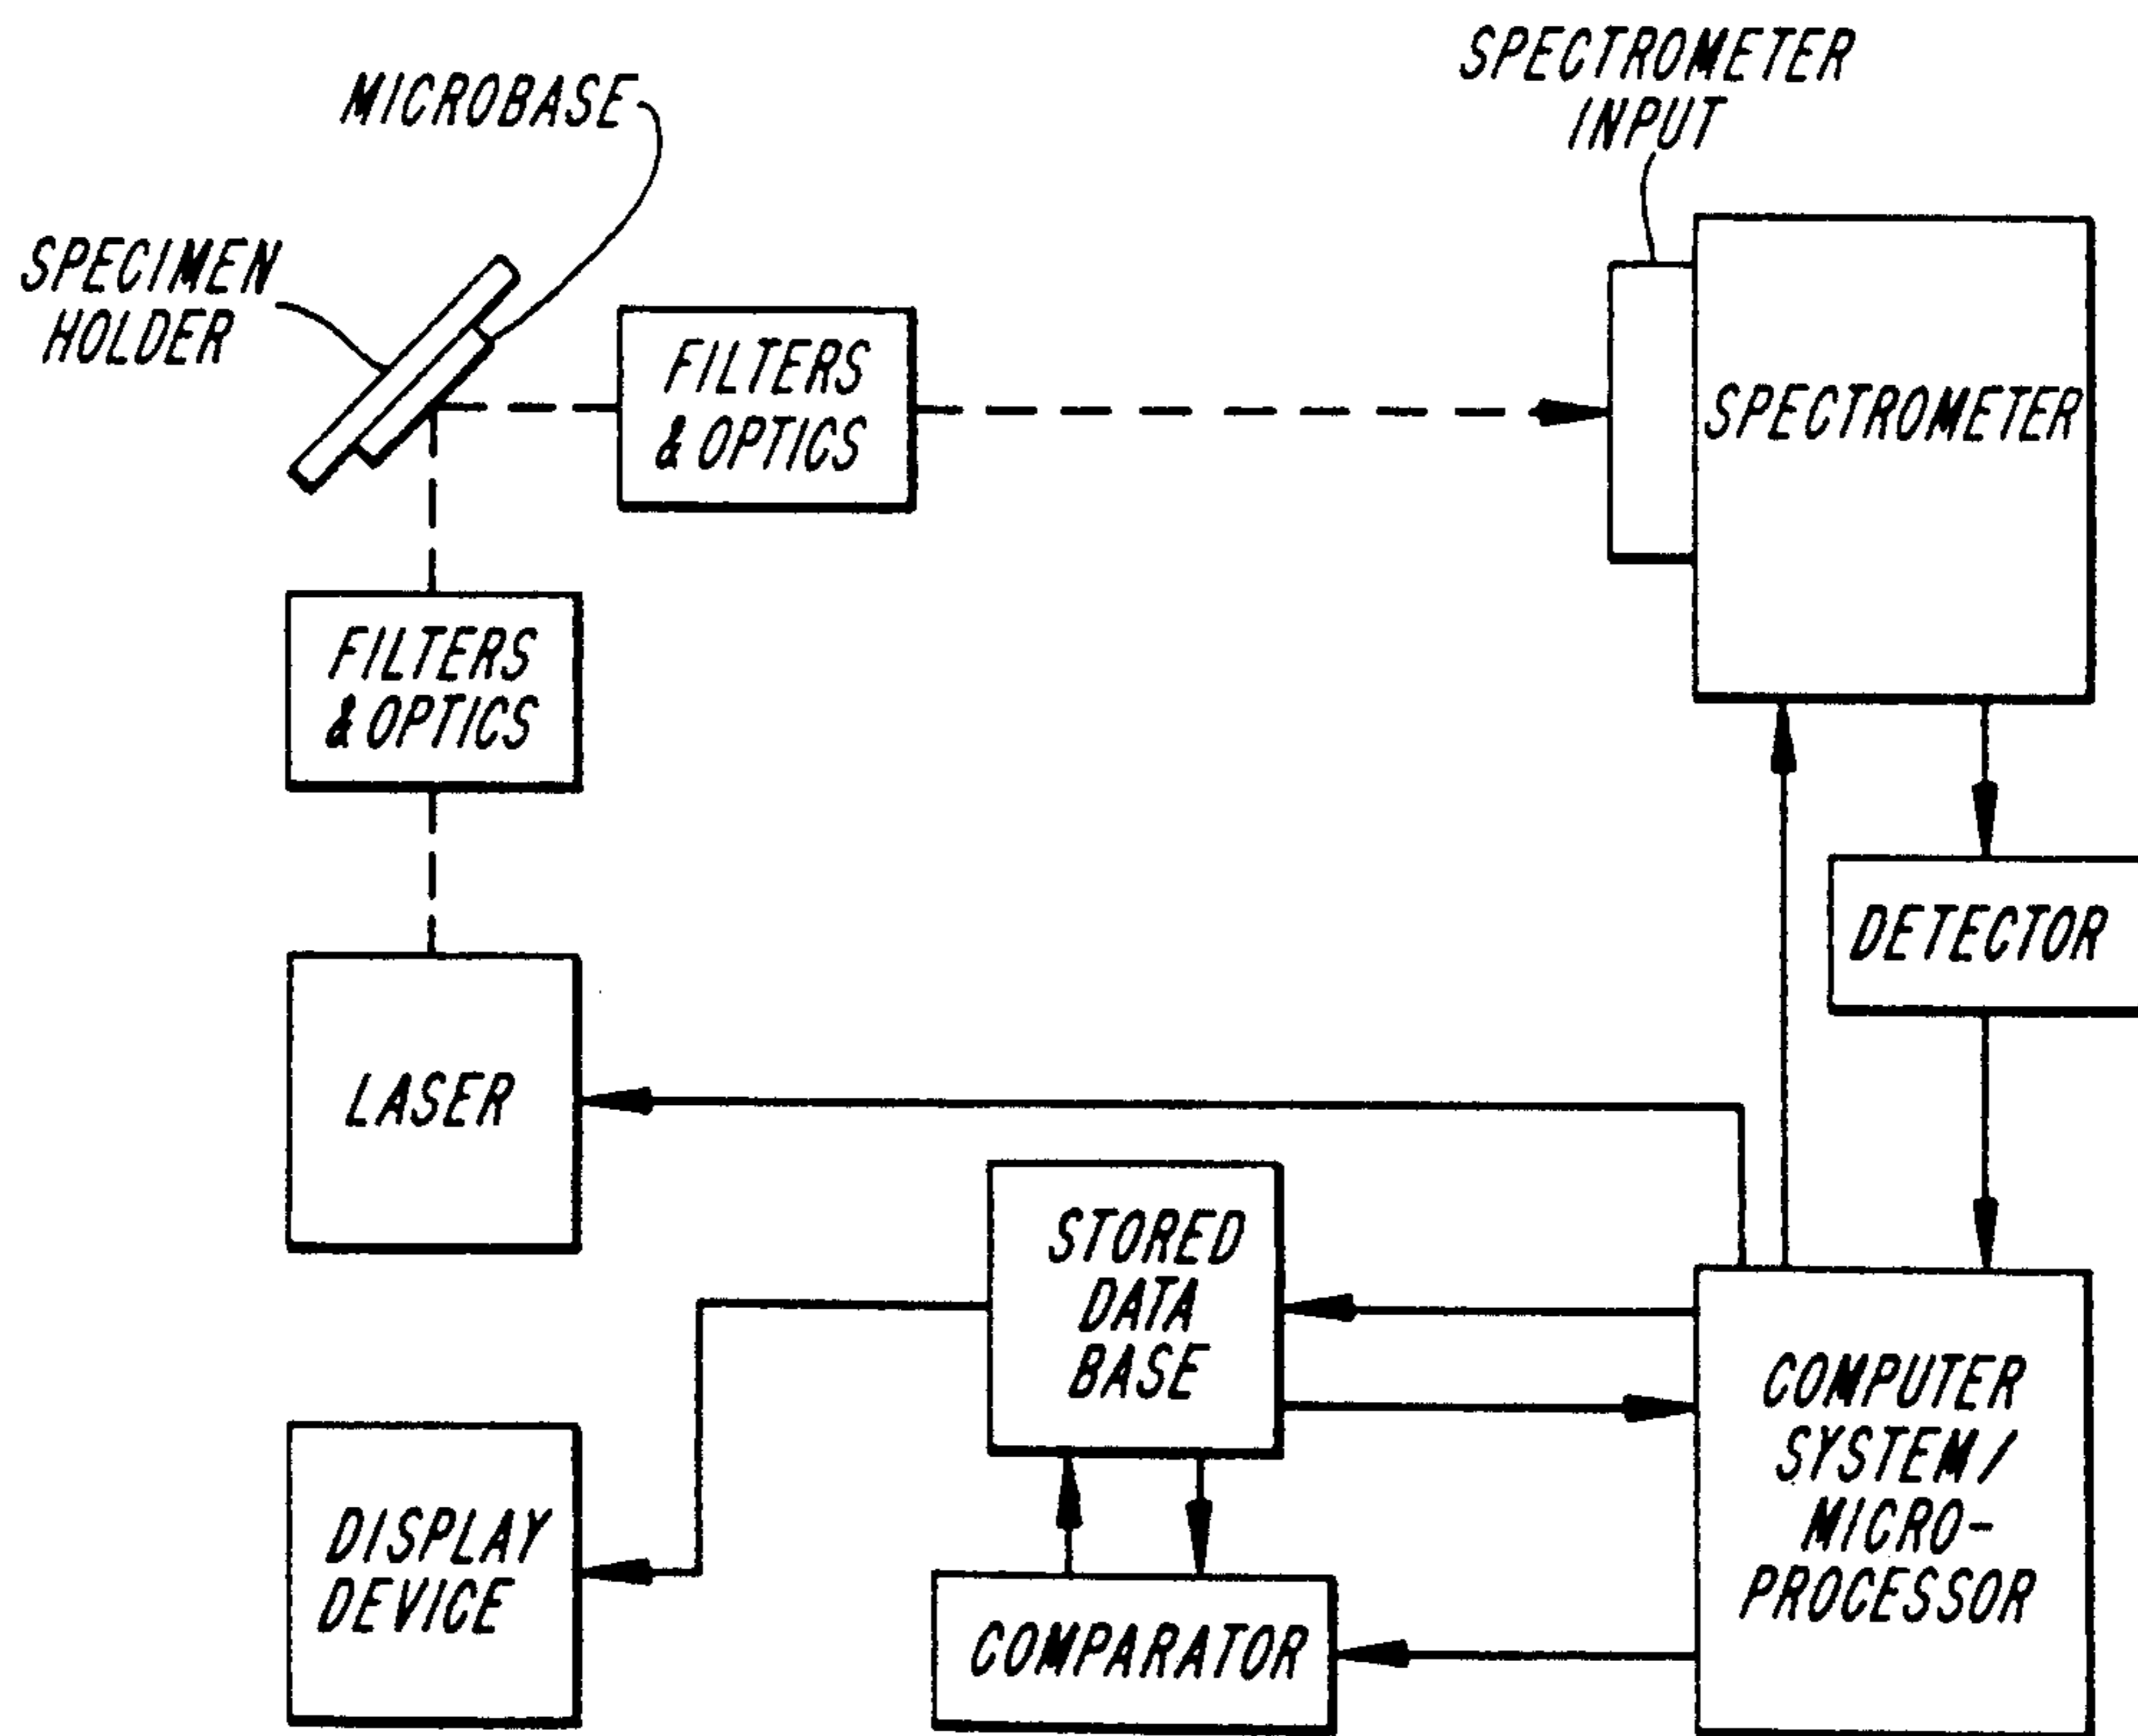 SPECTROMETER
INPUT
MICROBASE
SPECIMEN
HOLDER
FILTERS
& OPTICS
SPECTROMETER
FILTERS
& OPTICS
DETECTOR
LASER
STORED
DATA
BASE
COMPUTER
SYSTEM/
MICRO-
PROCESSOR
DISPLAY
DEVICE
COMPARATOR